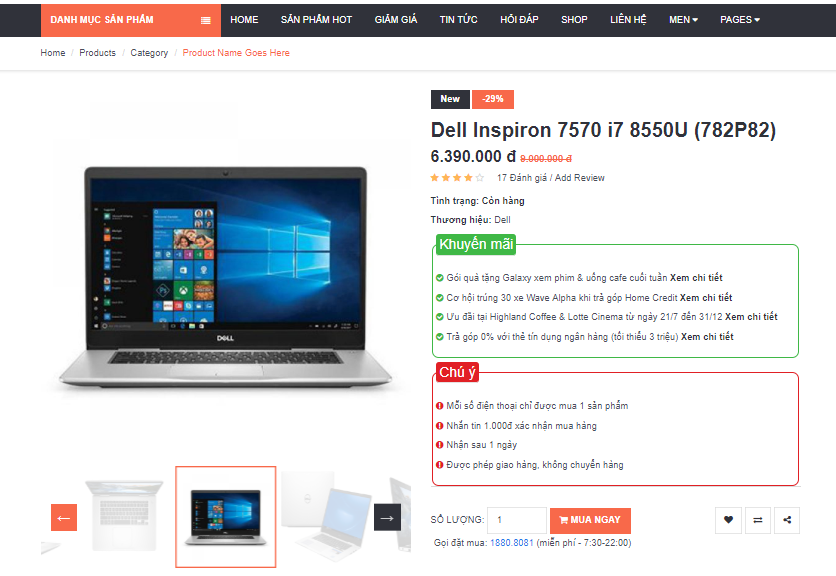 DANH MỤC SẢN PHẨM
HOME SẢN PHẨM HOT GIẢM GIÁ TIN TỨC HỎI ĐÁP SHOP LIÊN HỆ MEN PAGES
Home / Products / Category / Product Name Goes Here
New -29%
Dell Inspiron 7570 i7 8550U (782P82)
6.390.000 đ 9.000.000 đ
17 Đánh giá / Add Review
Tình trạng: Còn hàng
Thương hiệu: Dell
Khuyến mãi
Gói quà tặng Galaxy xem phim & uống cafe cuối tuần Xem chi tiết
Cơ hội trúng 30 xe Wave Alpha khi trả góp Home Credit Xem chi tiết
Ưu đãi tại Highland Coffee & Lotte Cinema từ ngày 21/7 đến 31/12 Xem chi tiết
Trả góp 0% với thẻ tín dụng ngân hàng (tối thiểu 3 triệu) Xem chi tiết
Chú ý
Mỗi số điện thoại chỉ được mua 1 sản phẩm
Nhắn tin 1.000đ xác nhận mua hàng
Nhận sau 1 ngày
Được phép giao hàng, không chuyển hàng
DELL
SỐ LƯỢNG: 1 MUA NGAY
Gọi đặt mua: 1880.8081 (miễn phí - 7:30-22:00)